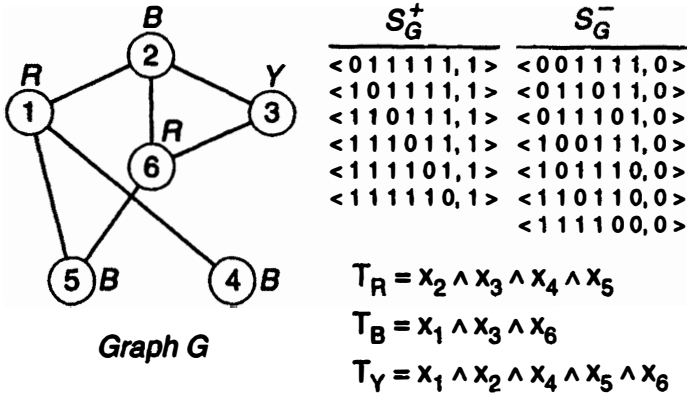 B
2
R
1
Y
3
R
6
5 B
4 B
Graph G
S_G^+ S_G^-
<011111,1> <001111,0>
<101111,1> <011011,0>
<110111,1> <011101,0>
<111011,1> <100111,0>
<111101,1> <101110,0>
<111110,1> <110110,0>
<111100,0>
T_R = x_2 ∧ x_3 ∧ x_4 ∧ x_5
T_B = x_1 ∧ x_3 ∧ x_6
T_Y = x_1 ∧ x_2 ∧ x_4 ∧ x_5 ∧ x_6